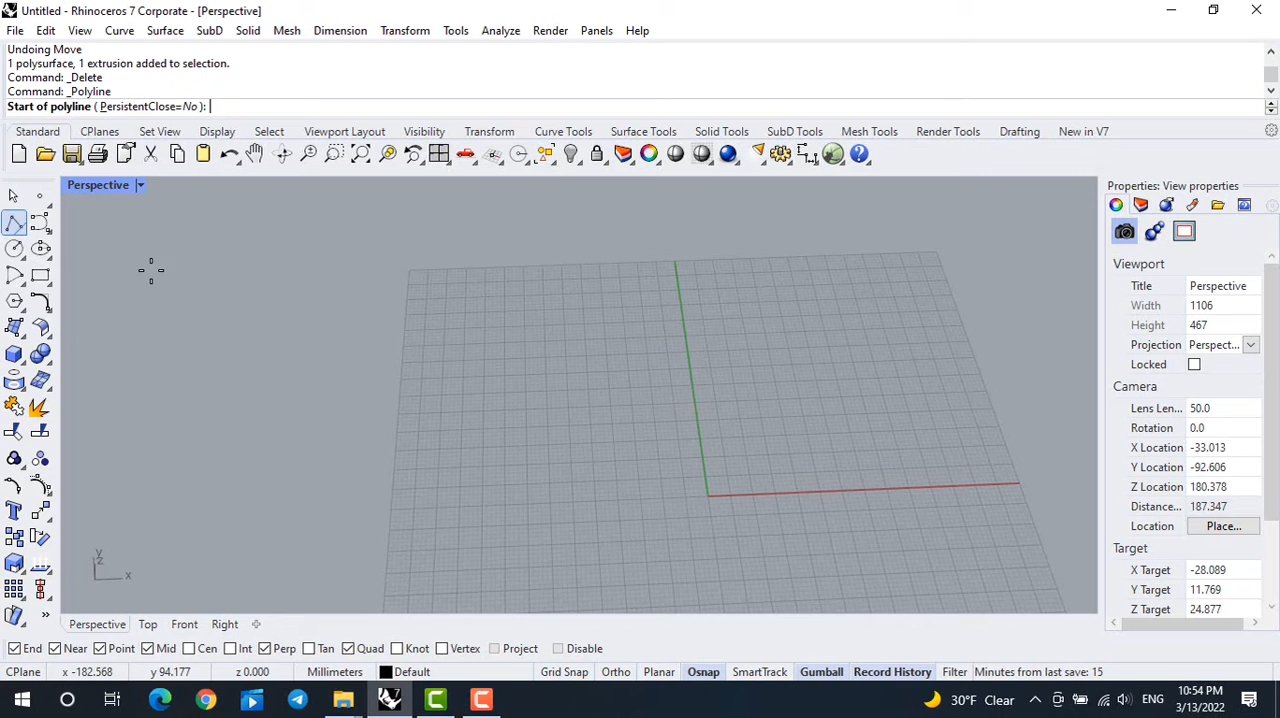 Untitled - Rhinoceros 7 Corporate - [Perspective]
File Edit View Curve Surface SubD Solid Mesh Dimension Transform Tools Analyze Render Panels Help
Undoing Move
1 polysurface, 1 extrusion added to selection.
Command: _Delete
Command: _Polyline
Start of polyline ( PersistentClose=No ):
Standard CPlanes Set View Display Select Viewport Layout Visibility Transform Curve Tools Surface Tools Solid Tools SubD Tools Mesh Tools Render Tools Drafting New in V7
Perspective
Properties: View properties
Viewport
Title Perspective
Width 1106
Height 467
Projection Perspect...
Locked
Camera
Lens Len... 50.0
Rotation 0.0
X Location -33.013
Y Location -92.606
Z Location 180.378
Distance... 187.347
Location Place...
Target
X Target -28.089
Y Target 11.769
Z Target 24.877
y
z
x
Perspective Top Front Right
End Near Point Mid Cen Int Perp Tan Quad Knot Vertex Project Disable
CPlane x -182.568 y 94.177 z 0.000 Millimeters Default Grid Snap Ortho Planar Osnap SmartTrack Gumball Record History Filter Minutes from last save: 15
30°F Clear ENG 10:54 PM
3/13/2022